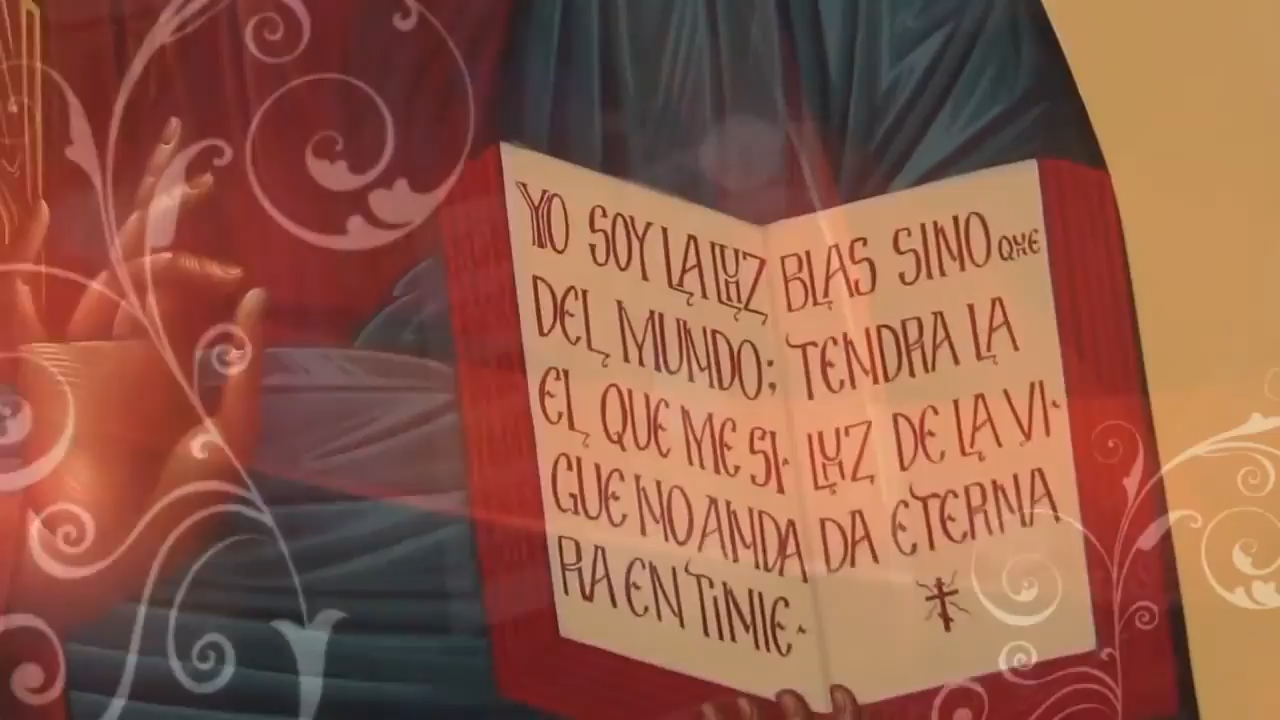 YO SOY LA LUZ
DEL MUNDO;
EL QUE ME SI-
GUE NO ANDA
RA EN TINIE-
BLAS SINO QUE
TENDRA LA
LUZ DE LA VI-
DA ETERNA